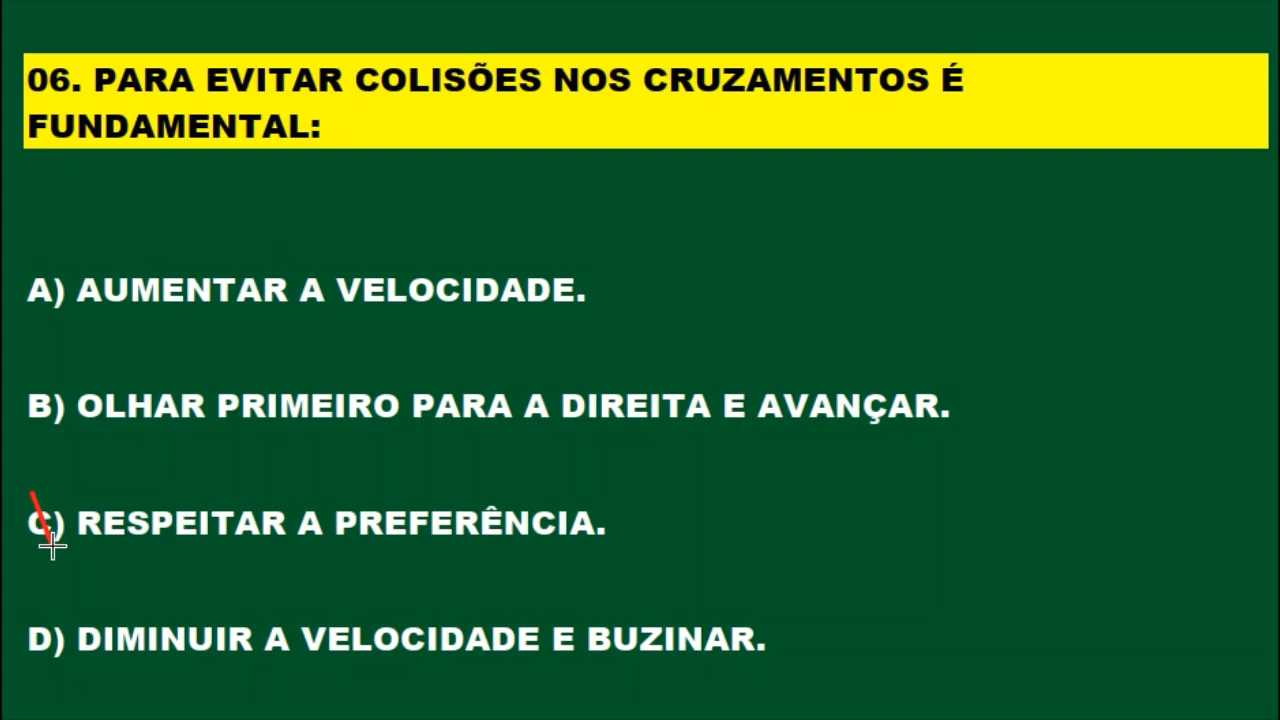 06. PARA EVITAR COLISÕES NOS CRUZAMENTOS É
FUNDAMENTAL:
A) AUMENTAR A VELOCIDADE.
B) OLHAR PRIMEIRO PARA A DIREITA E AVANÇAR.
C) RESPEITAR A PREFERÊNCIA.
D) DIMINUIR A VELOCIDADE E BUZINAR.